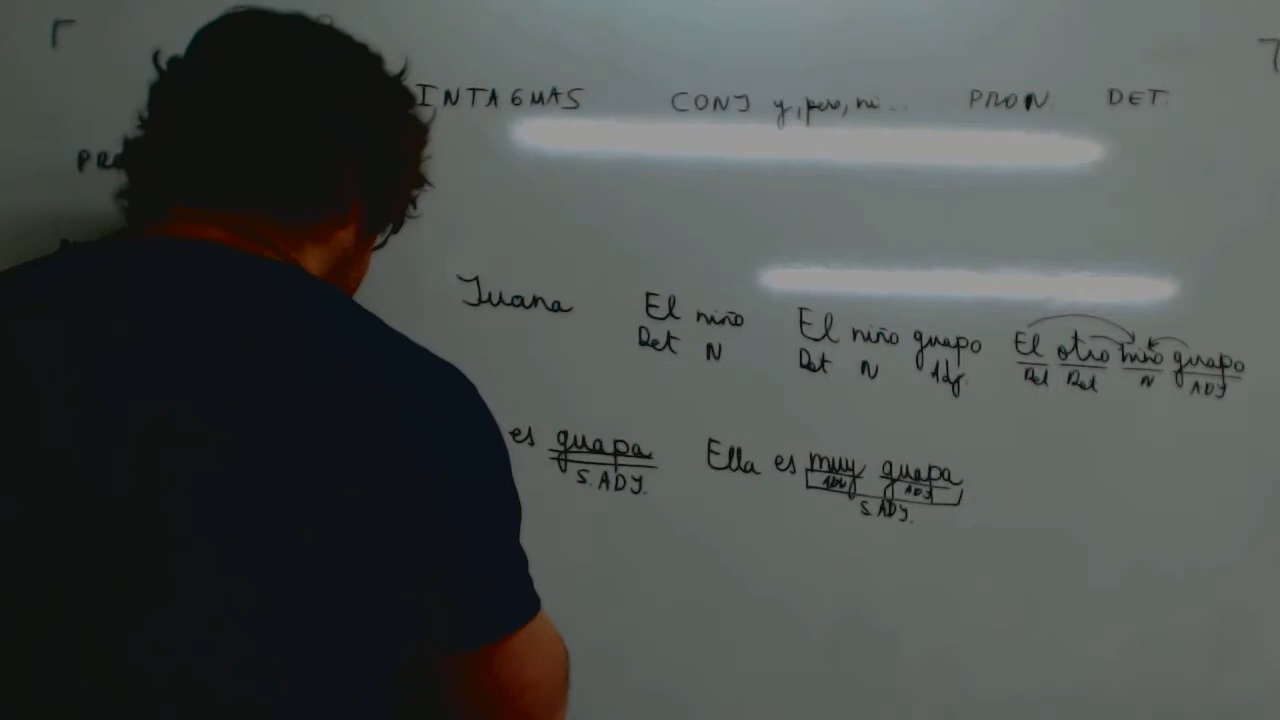 INTAGMAS CONJ y, pero, ni... PRON. DET.
Juana El niño El niño guapo El otro niño guapo
Det N Det N Adj. Det Det N ADJ
es guapa Ella es muy guapa
ADV ADJ
S. ADJ. S. ADJ.